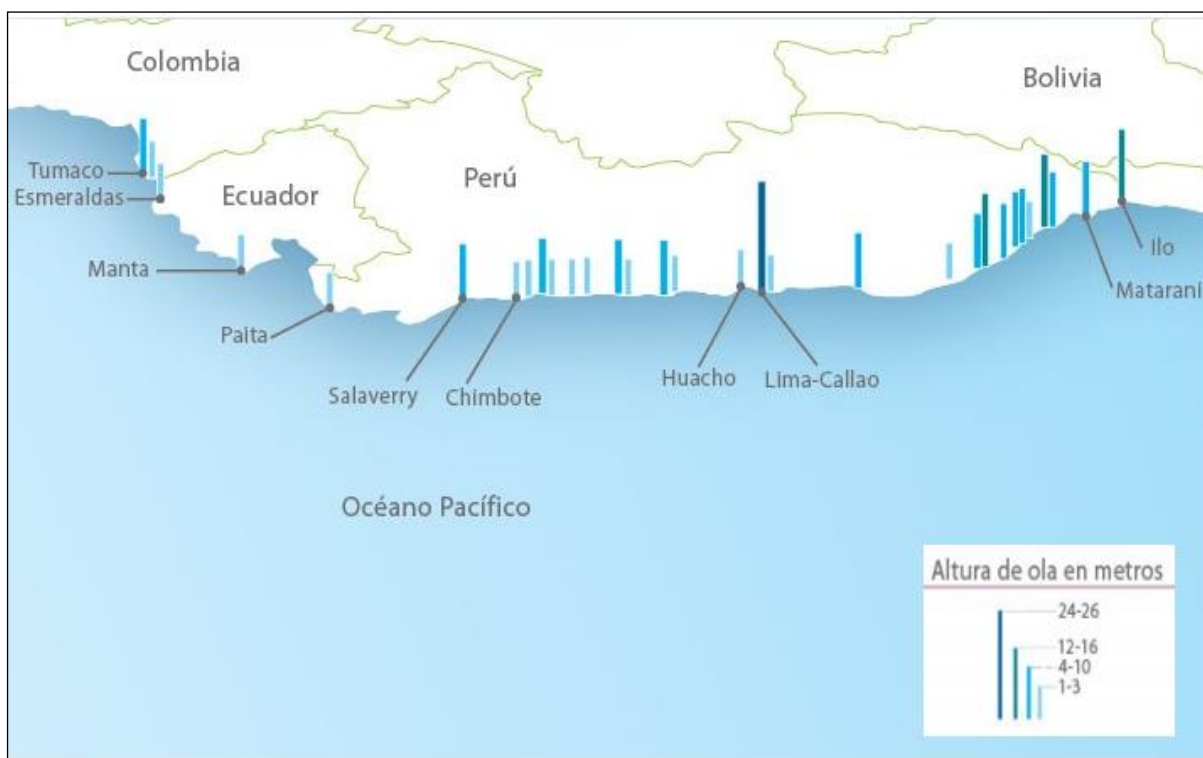 Colombia
Bolivia
Perú
Tumaco
Esmeraldas
Ecuador
Manta
Ilo
Matarani
Paita
Salaverry
Chimbote
Huacho
Lima-Callao
Océano Pacífico
Altura de ola en metros
24-26
12-16
4-10
1-3